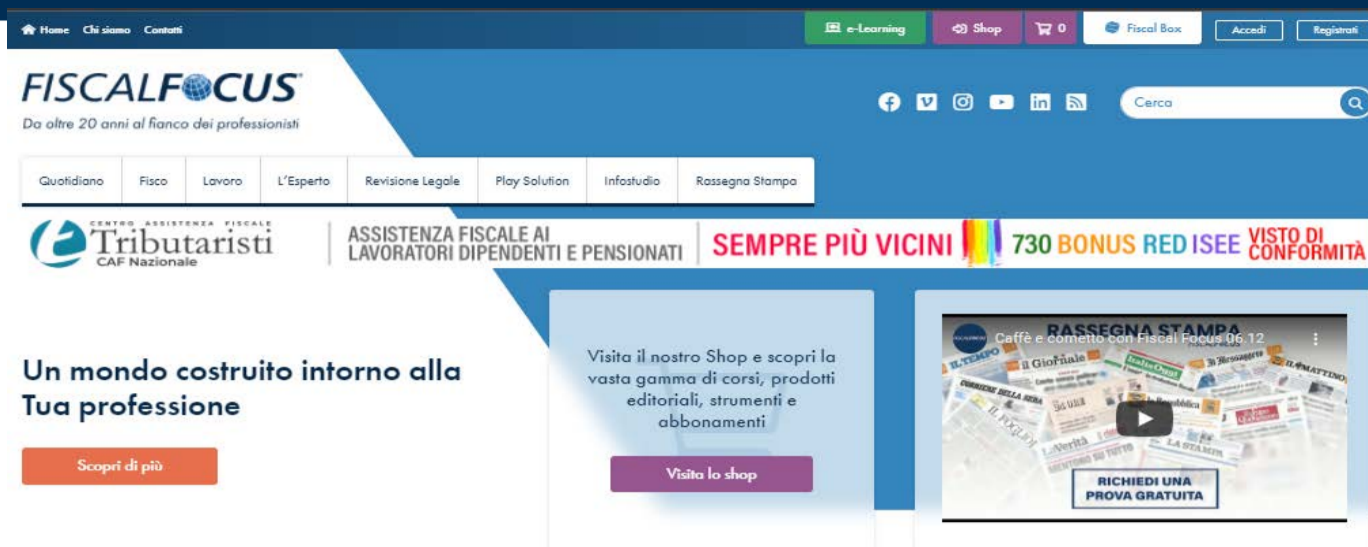 Home Chi siamo Contatti
e-Learning
Shop
0
Fiscal Box
Accedi
Registrati
FISCALFOCUS
Da oltre 20 anni al fianco dei professionisti
Cerca
Quotidiano Fisco Lavoro L'Esperto Revisione Legale Play Solution Infostudio Rassegna Stampa
CENTRO ASSISTENZA FISCALE
Tributaristi
CAF Nazionale
ASSISTENZA FISCALE AI
LAVORATORI DIPENDENTI E PENSIONATI
SEMPRE PIÙ VICINI
730 BONUS RED ISEE
VISTO DI
CONFORMITÀ
Un mondo costruito intorno alla
Tua professione
Scopri di più
Visita il nostro Shop e scopri la
vasta gamma di corsi, prodotti
editoriali, strumenti e
abbonamenti
Visita lo shop
RASSEGNA STAMPA
Caffè e cometto con Fiscal Focus 06.12
IL TEMPO
il Giornale
ItaliaOggi
Il Messaggero
IL MATTINO
CORRIERE DELLA SERA
la Repubblica
IL FOGLIO
LaVerità
LA STAMPA
RICHIEDI UNA
PROVA GRATUITA